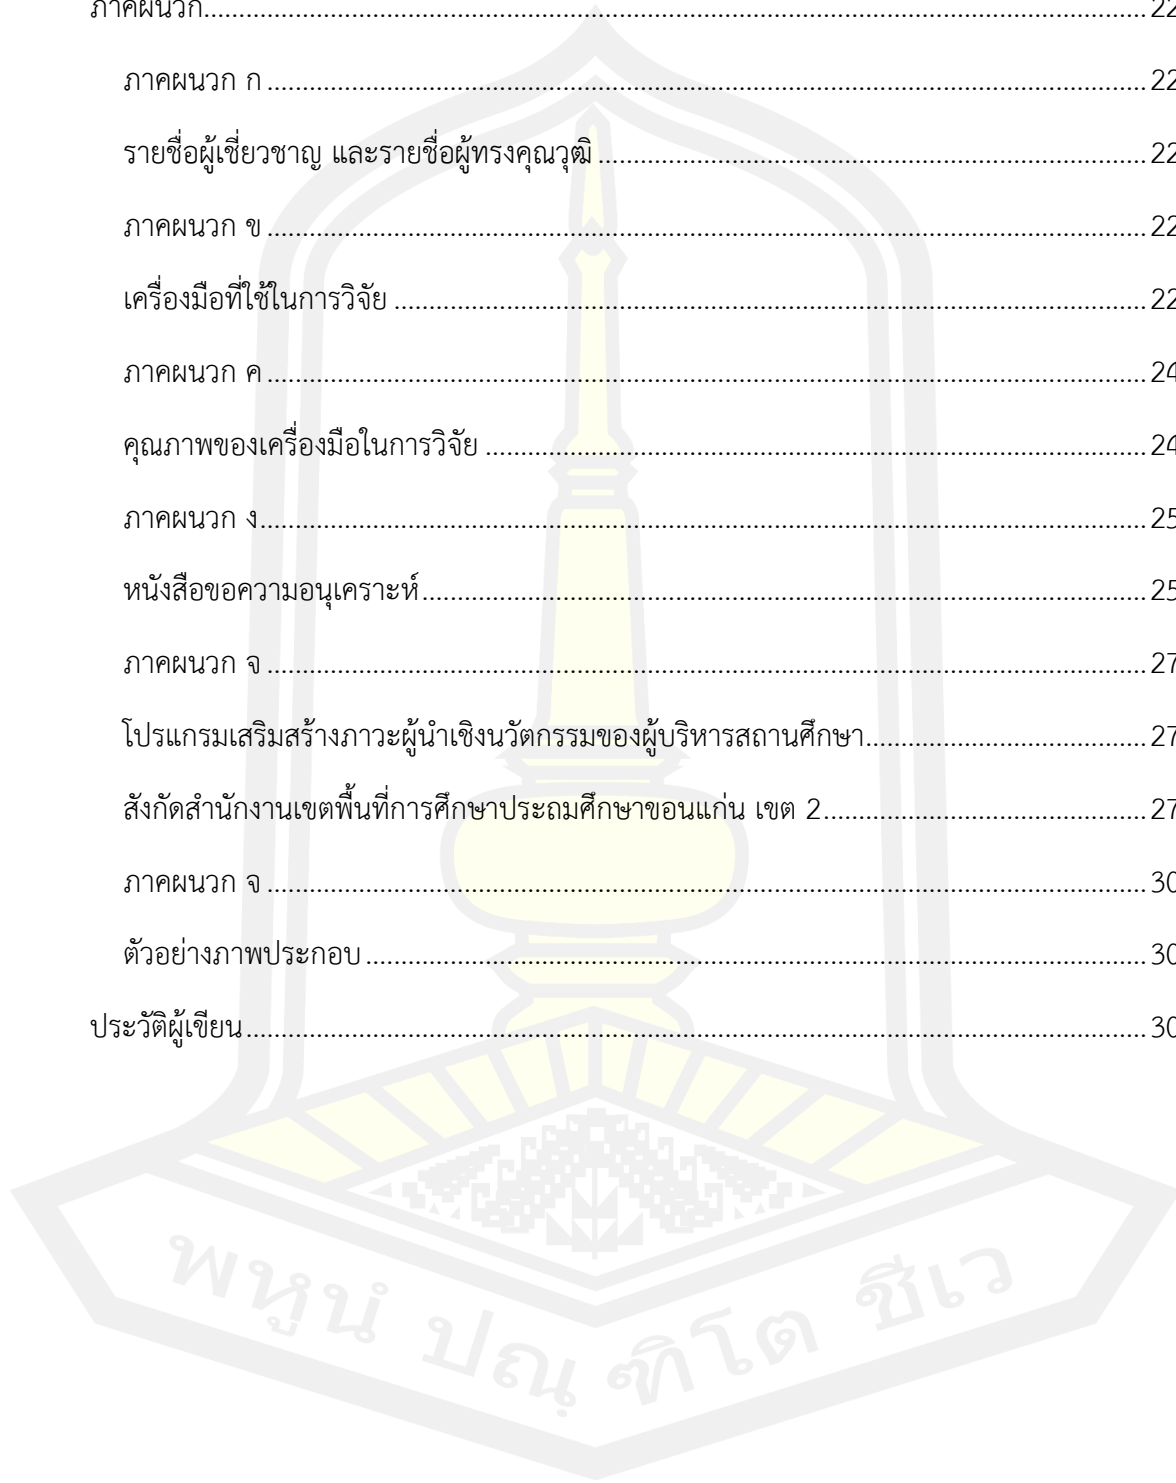 ภาคผนวก........................................................................................................................................22
ภาคผนวก ก..............................................................................................................................22
รายชื่อผู้เชี่ยวชาญ และรายชื่อผู้ทรงคุณวุฒิ..............................................................................22
ภาคผนวก ข..............................................................................................................................22
เครื่องมือที่ใช้ในการวิจัย............................................................................................................22
ภาคผนวก ค..............................................................................................................................24
คุณภาพของเครื่องมือในการวิจัย...............................................................................................24
ภาคผนวก ง...............................................................................................................................25
หนังสือขอความอนุเคราะห์........................................................................................................25
ภาคผนวก จ..............................................................................................................................27
โปรแกรมเสริมสร้างภาวะผู้นำเชิงนวัตกรรมของผู้บริหารสถานศึกษา........................................27
สังกัดสำนักงานเขตพื้นที่การศึกษาประถมศึกษาขอนแก่น เขต 2..............................................27
ภาคผนวก จ..............................................................................................................................30
ตัวอย่างภาพประกอบ................................................................................................................30
ประวัติผู้เขียน..................................................................................................................................30
พหูนํ ปณฺฑิโต ชีเว